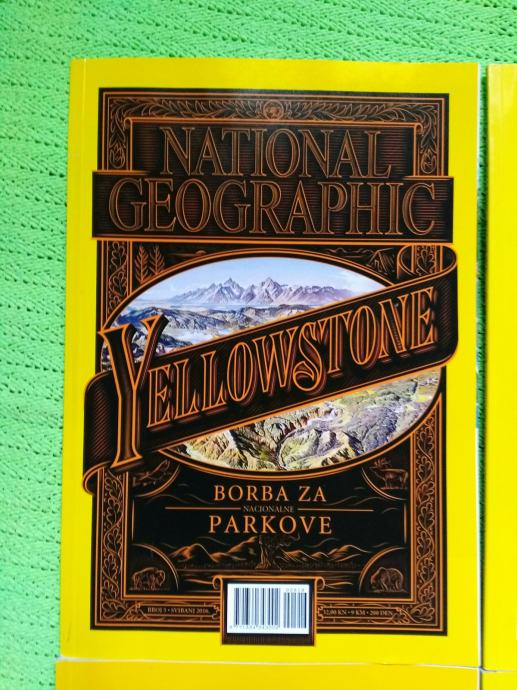 NATIONAL
GEOGRAPHIC
YELLOWSTONE
BORBA ZA
NACIONALNE
PARKOVE
BROJ 5 • SVIBANJ 2016.
32,00 KN • 9 KM • 200 DEN